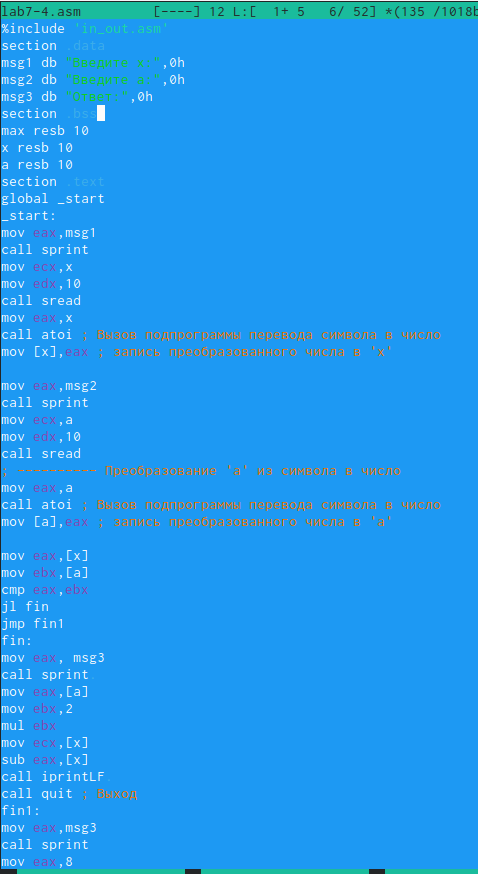 lab7-4.asm [----] 12 L:[ 1+ 5 6/ 52] *(135 /1018b
%include 'in_out.asm'
section .data
msg1 db "Введите x:",0h
msg2 db "Введите a:",0h
msg3 db "Ответ:",0h
section .bss
max resb 10
x resb 10
a resb 10
section .text
global _start
_start:
mov eax,msg1
call sprint
mov ecx,x
mov edx,10
call sread
mov eax,x
call atoi ; Вызов подпрограммы перевода символа в число
mov [x],eax ; запись преобразованного числа в 'x'
mov eax,msg2
call sprint
mov ecx,a
mov edx,10
call sread
; ---------- Преобразование 'a' из символа в число
mov eax,a
call atoi ; Вызов подпрограммы перевода символа в число
mov [a],eax ; запись преобразованного числа в 'a'
mov eax,[x]
mov ebx,[a]
cmp eax,ebx
jl fin
jmp fin1
fin:
mov eax, msg3
call sprint
mov eax,[a]
mov ebx,2
mul ebx
mov ecx,[x]
sub eax,[x]
call iprintLF
call quit ; Выход
fin1:
mov eax,msg3
call sprint
mov eax,8